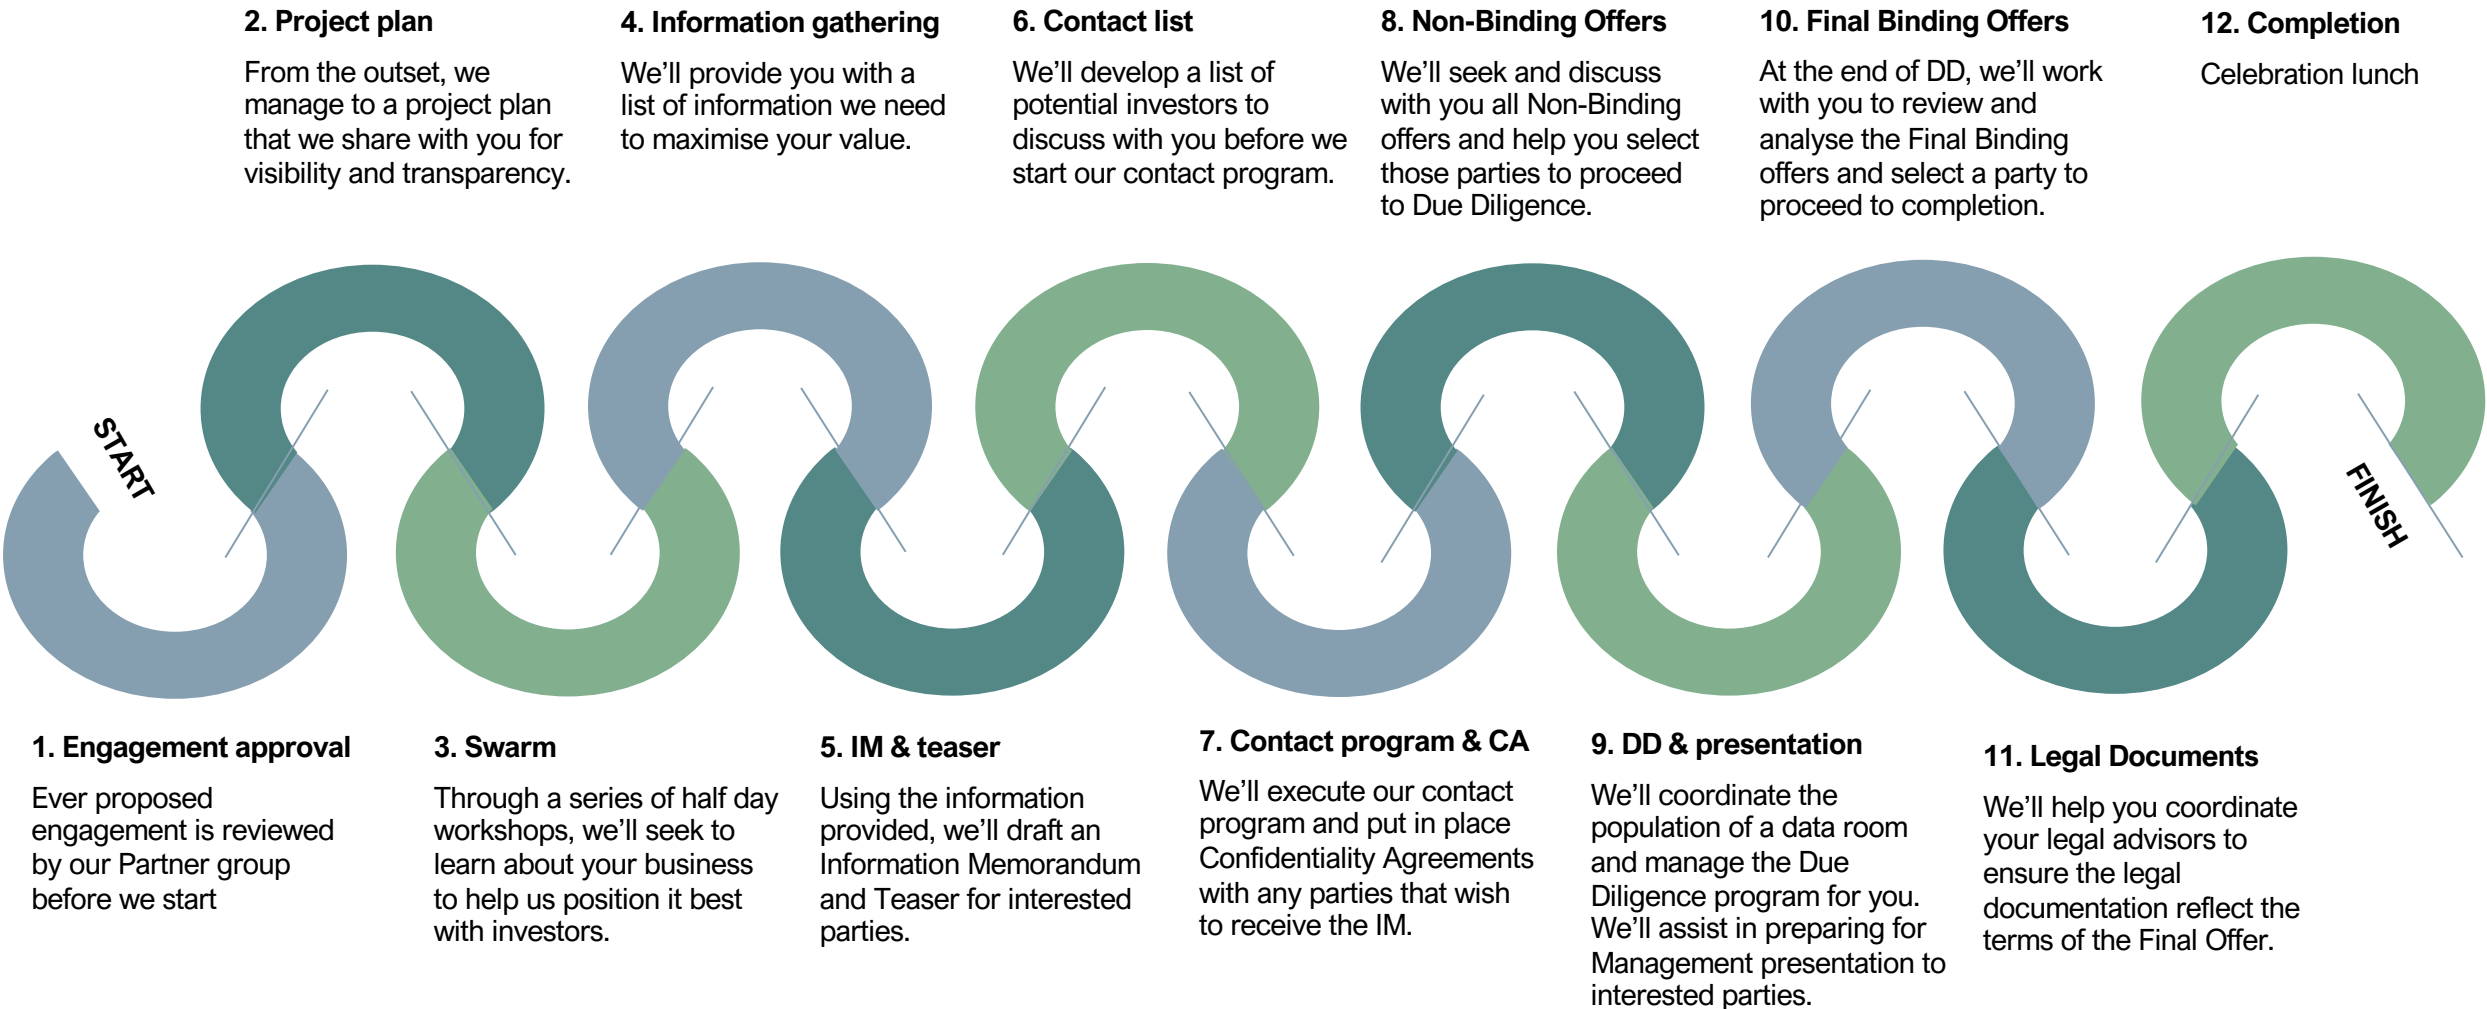 2. Project plan
From the outset, we
manage to a project plan
that we share with you for
visibility and transparency.
4. Information gathering
We’ll provide you with a
list of information we need
to maximise your value.
6. Contact list
We’ll develop a list of
potential investors to
discuss with you before we
start our contact program.
8. Non-Binding Offers
We’ll seek and discuss
with you all Non-Binding
offers and help you select
those parties to proceed
to Due Diligence.
10. Final Binding Offers
At the end of DD, we’ll work
with you to review and
analyse the Final Binding
offers and select a party to
proceed to completion.
12. Completion
Celebration lunch
START
FINISH
1. Engagement approval
Ever proposed
engagement is reviewed
by our Partner group
before we start
3. Swarm
Through a series of half day
workshops, we’ll seek to
learn about your business
to help us position it best
with investors.
5. IM & teaser
Using the information
provided, we’ll draft an
Information Memorandum
and Teaser for interested
parties.
7. Contact program & CA
We’ll execute our contact
program and put in place
Confidentiality Agreements
with any parties that wish
to receive the IM.
9. DD & presentation
We’ll coordinate the
population of a data room
and manage the Due
Diligence program for you.
We’ll assist in preparing for
Management presentation to
interested parties.
11. Legal Documents
We’ll help you coordinate
your legal advisors to
ensure the legal
documentation reflect the
terms of the Final Offer.